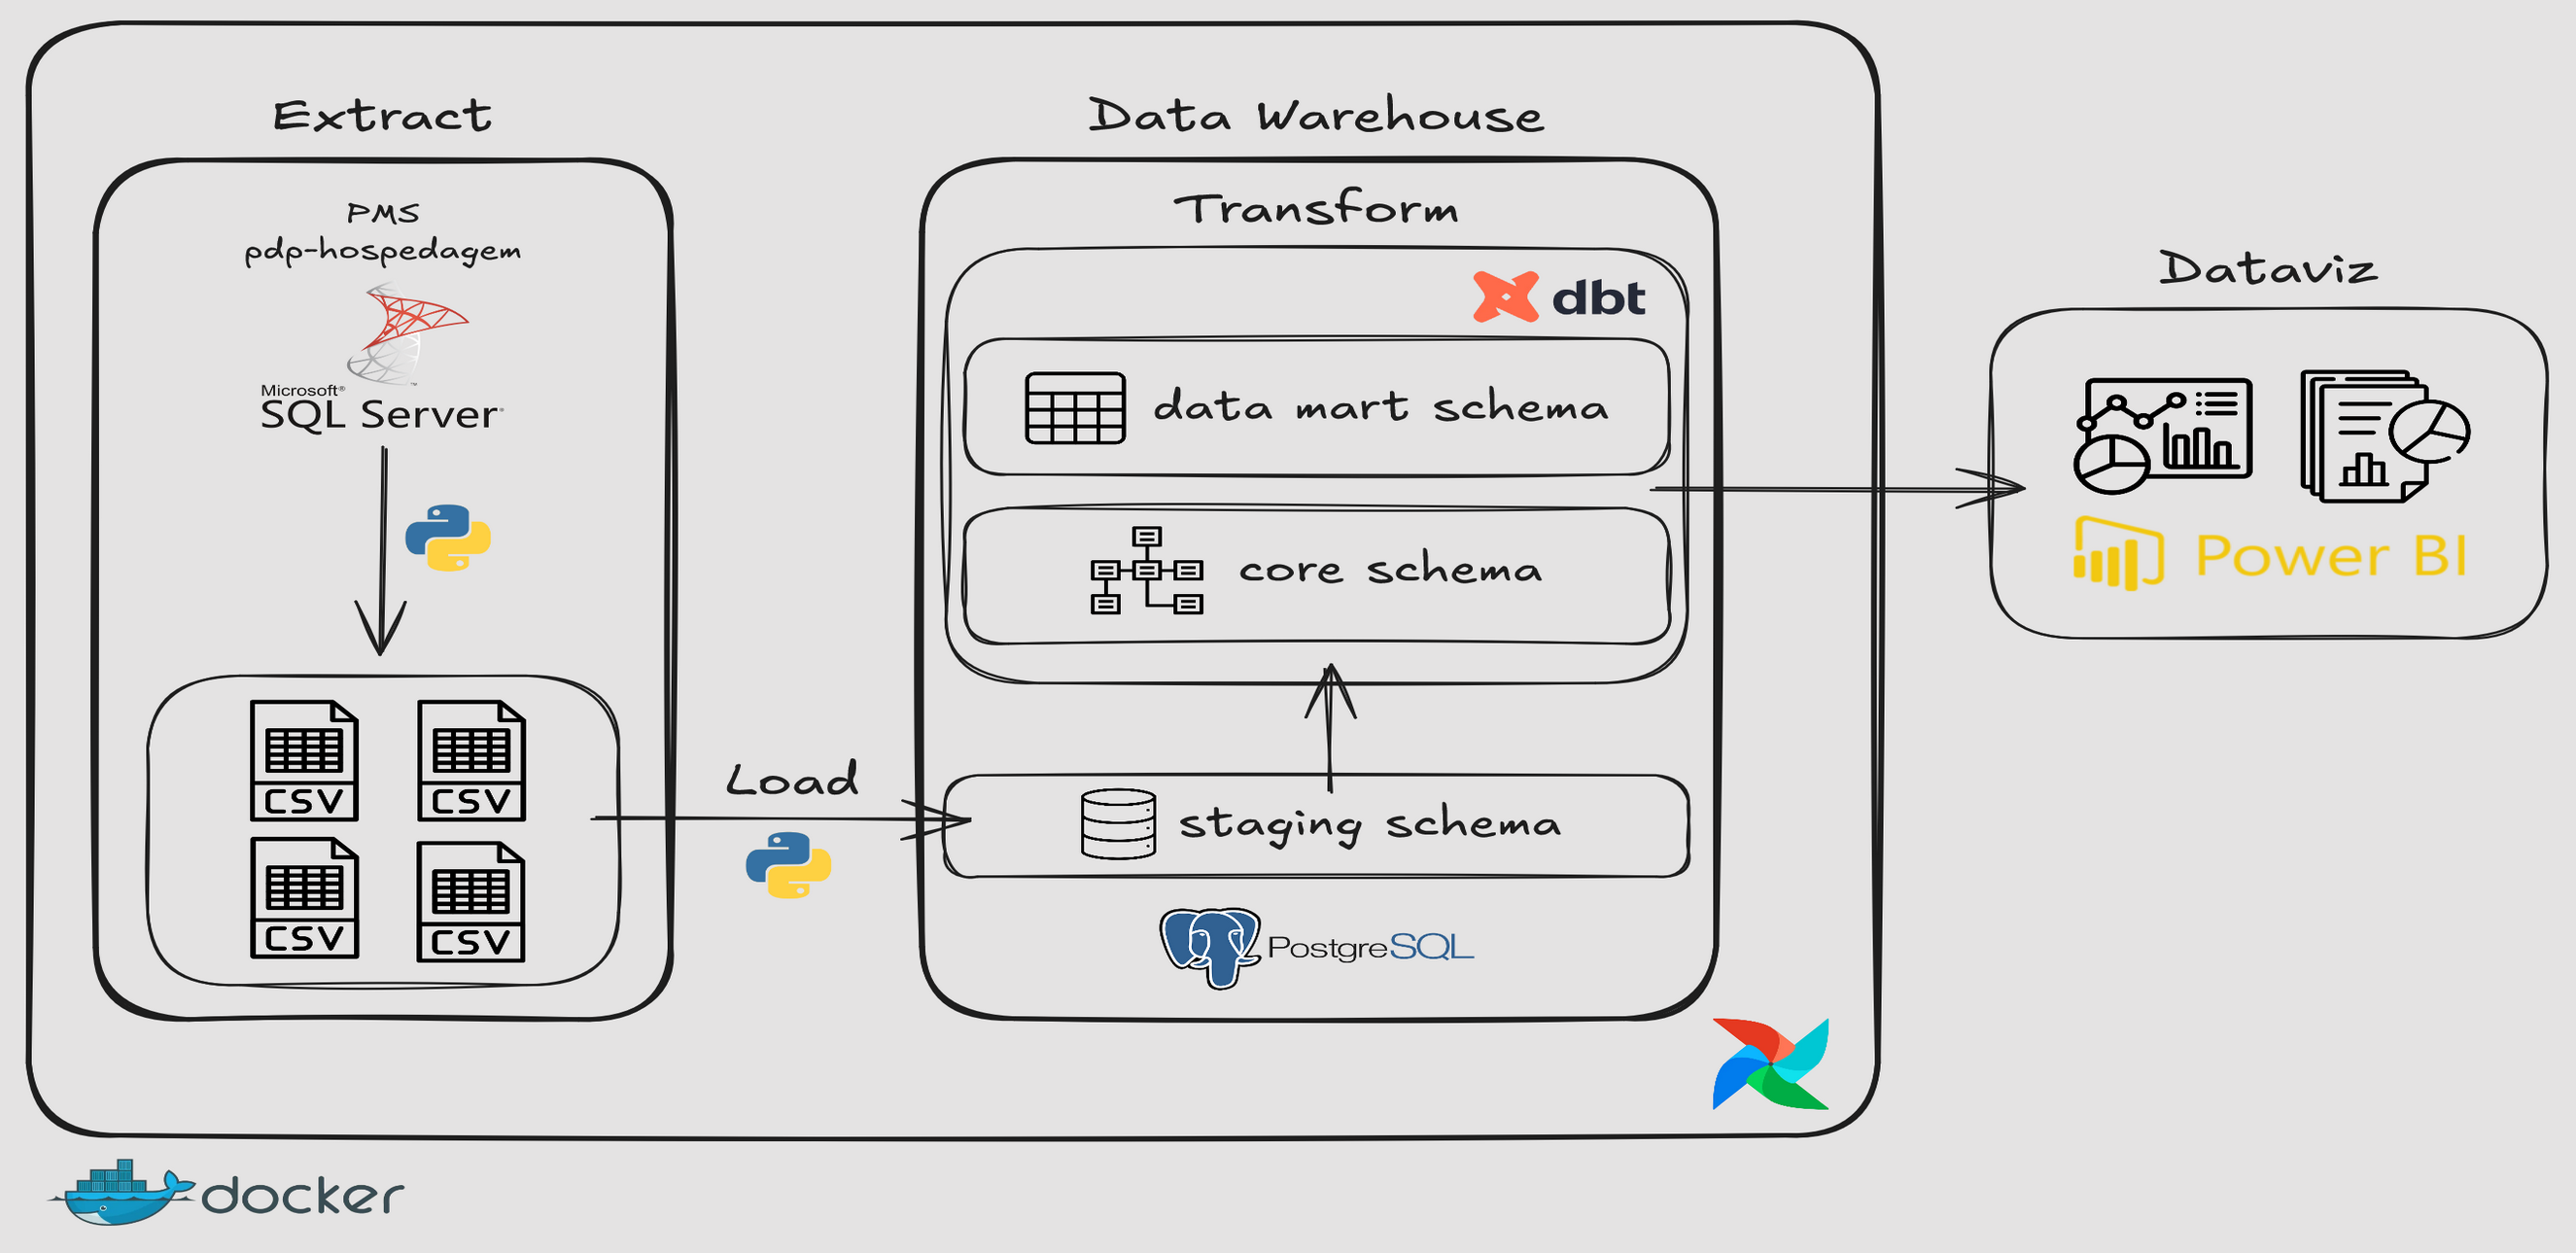 Extract
PMS
pdp-hospedagem
Microsoft®
SQL Server
CSV
CSV
CSV
CSV
Load
Data Warehouse
Transform
dbt
data mart schema
core schema
staging schema
PostgreSQL
Dataviz
Power BI
docker